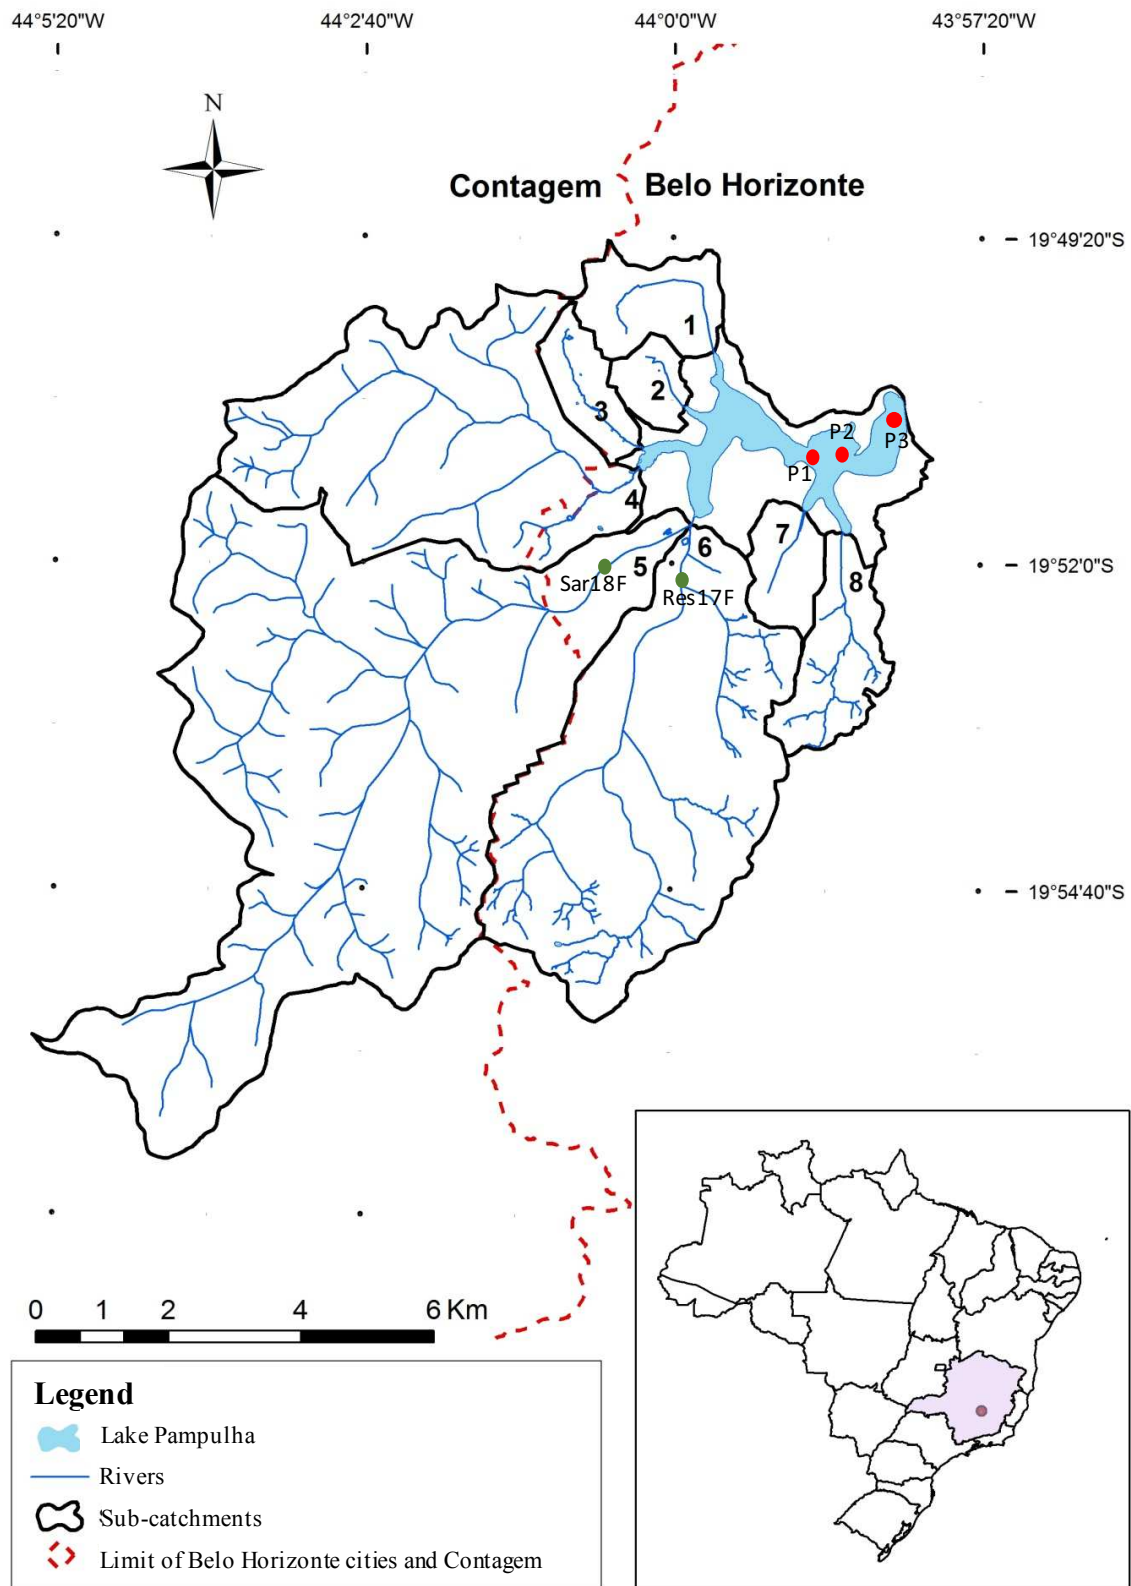 44°5'20"W 44°2'40"W 44°0'0"W 43°57'20"W
N
Contagem Belo Horizonte
19°49'20"S
1
2
3
P2
P3
P1
4
7
6
5
8
19°52'0"S
Sar18F
Res17F
19°54'40"S
0 1 2 4 6 Km
Legend
Lake Pampulha
Rivers
Sub-catchments
Limit of Belo Horizonte cities and Contagem